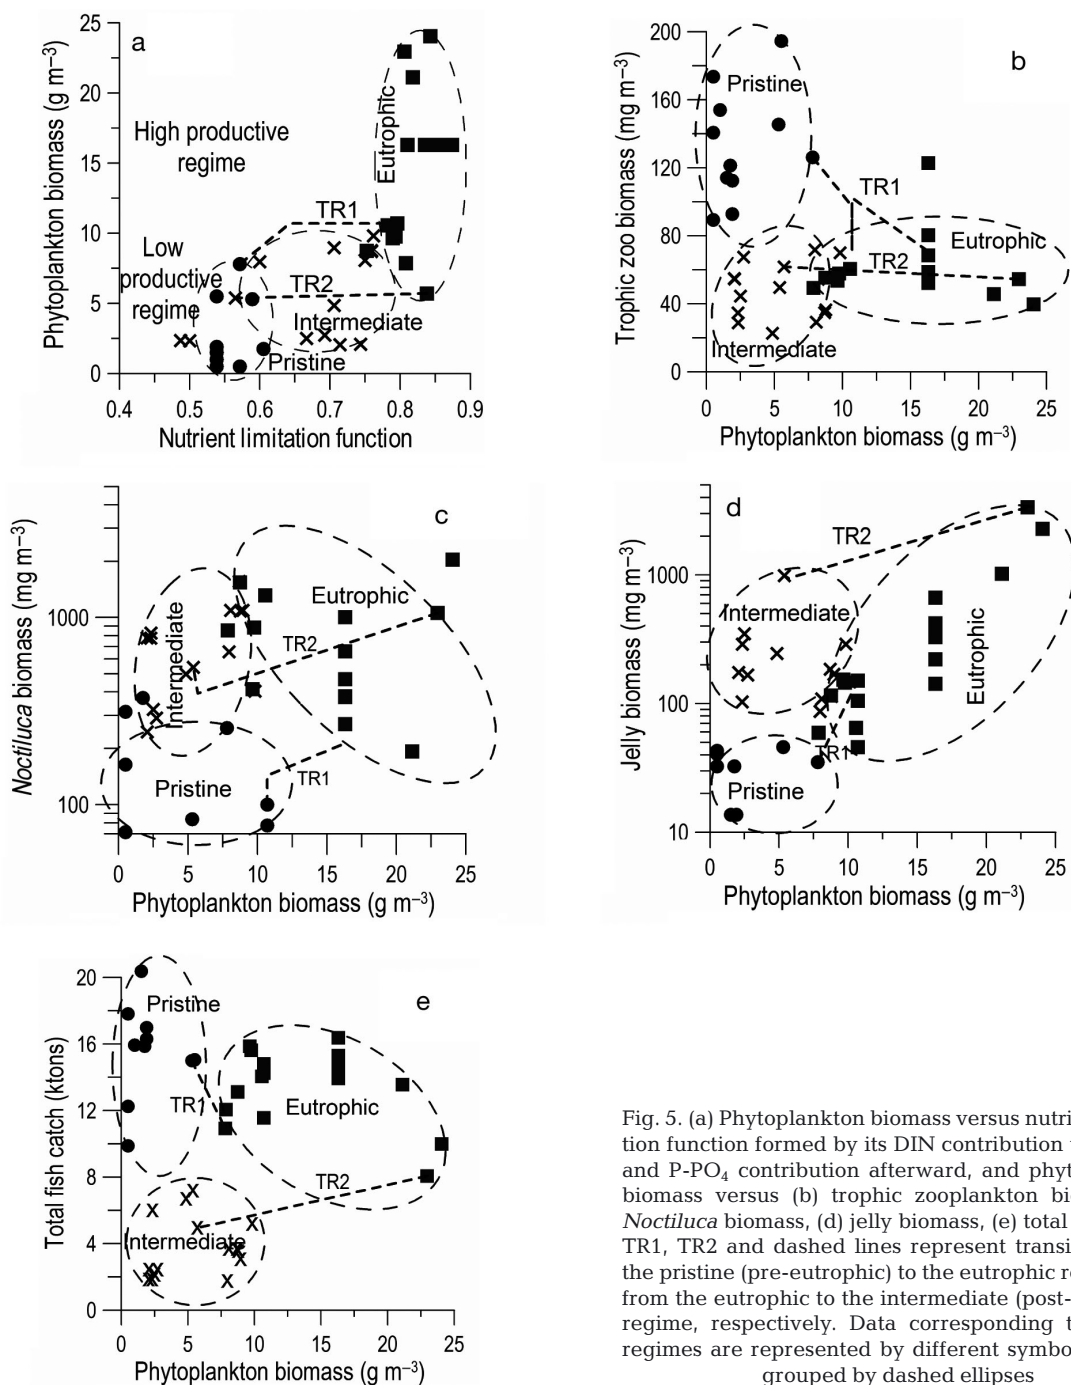 a
25
20
15
10
5
0
Phytoplankton biomass (g m⁻³)
High productive
regime
Eutrophic
TR1
Low
productive
regime
TR2
Intermediate
Pristine
0.4 0.5 0.6 0.7 0.8 0.9
Nutrient limitation function
b
200
160
120
80
40
0
Trophic zoo biomass (mg m⁻³)
Pristine
TR1
Eutrophic
TR2
Intermediate
0 5 10 15 20 25
Phytoplankton biomass (g m⁻³)
c
1000
100
Noctiluca biomass (mg m⁻³)
Intermediate
Eutrophic
TR2
Pristine
TR1
0 5 10 15 20 25
Phytoplankton biomass (g m⁻³)
d
1000
100
10
Jelly biomass (mg m⁻³)
TR2
Intermediate
Eutrophic
TR1
Pristine
0 5 10 15 20 25
Phytoplankton biomass (g m⁻³)
e
20
16
12
8
4
0
Total fish catch (ktons)
Pristine
TR1
Eutrophic
TR2
Intermediate
0 5 10 15 20 25
Phytoplankton biomass (g m⁻³)
Fig. 5. (a) Phytoplankton biomass versus nutri
tion function formed by its DIN contribution
and P-PO₄ contribution afterward, and phyt
biomass versus (b) trophic zooplankton bi
Noctiluca biomass, (d) jelly biomass, (e) total
TR1, TR2 and dashed lines represent transi
the pristine (pre-eutrophic) to the eutrophic r
from the eutrophic to the intermediate (post-
regime, respectively. Data corresponding t
regimes are represented by different symbo
grouped by dashed ellipses